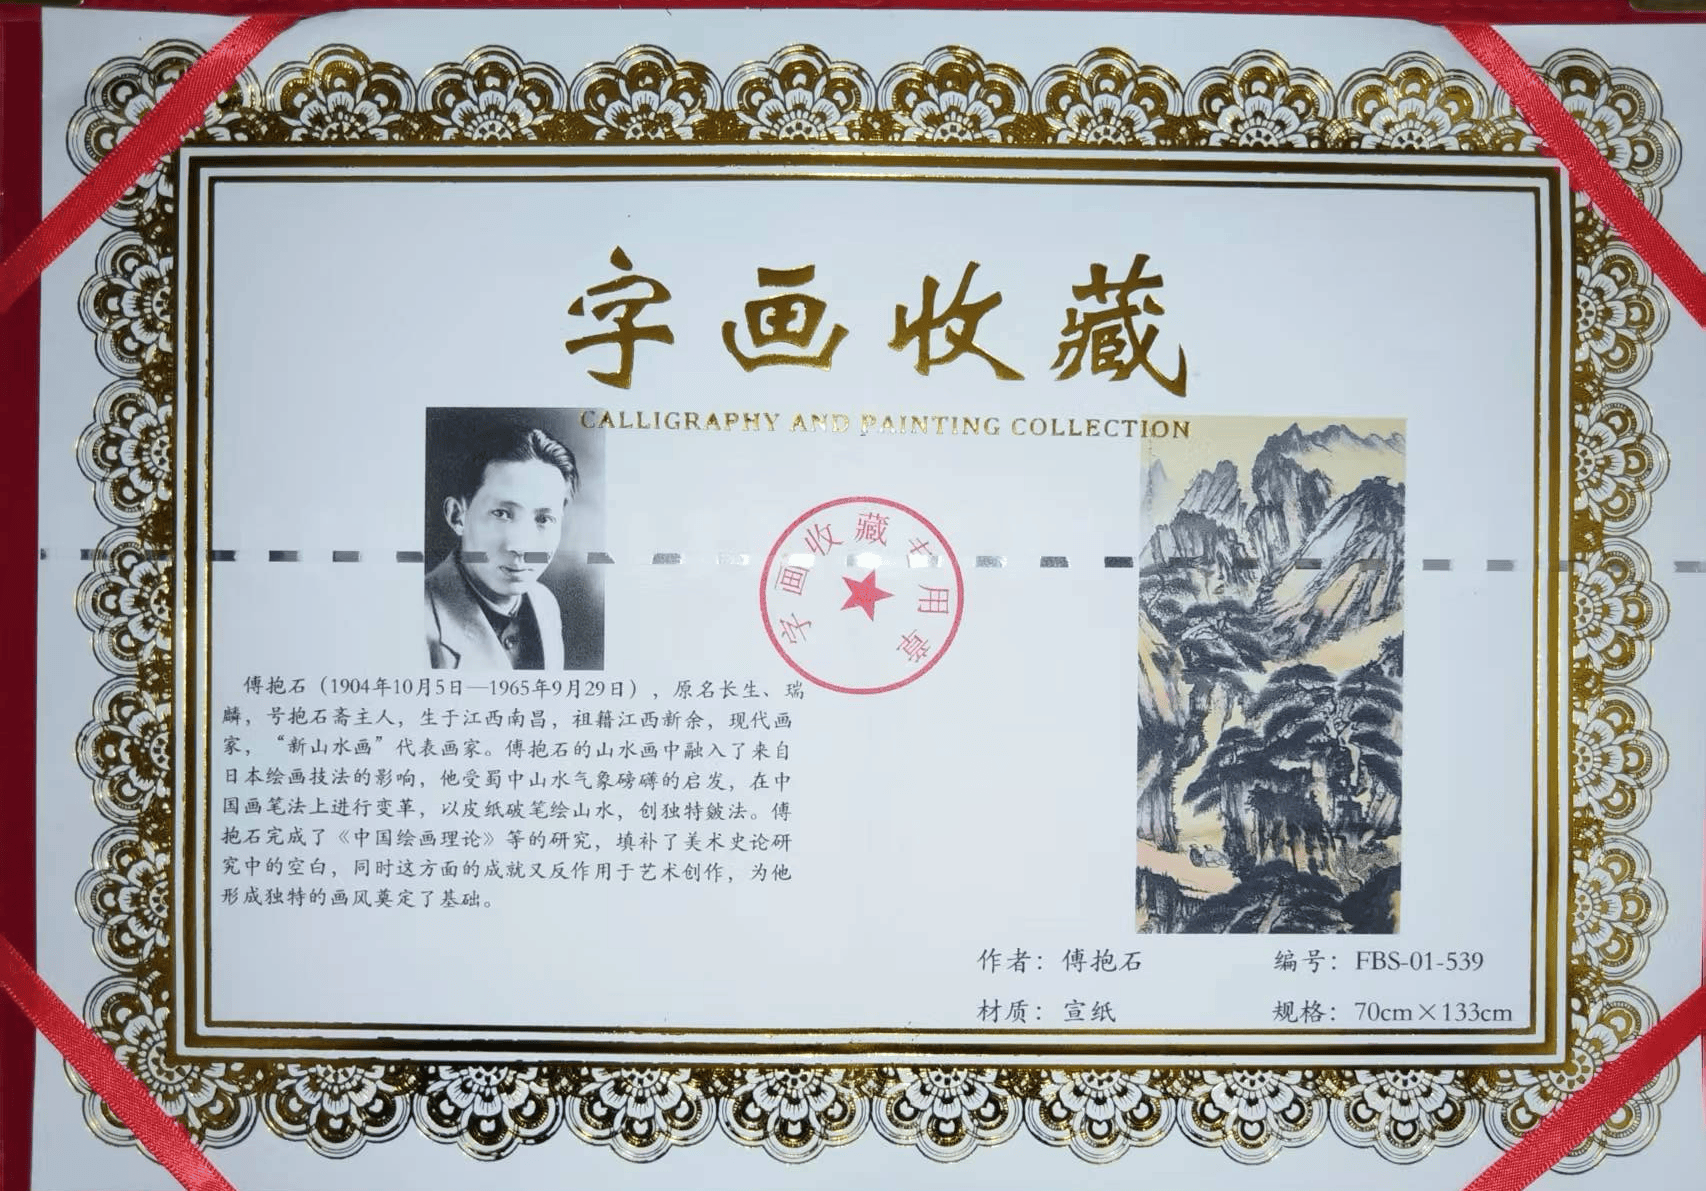 字画收藏
CALLIGRAPHY AND PAINTING COLLECTION
字画收藏专用章
傅抱石（1904年10月5日—1965年9月29日），原名长生、瑞
麟，号抱石斋主人，生于江西南昌，祖籍江西新余，现代画
家，“新山水画”代表画家。傅抱石的山水画中融入了来自
日本绘画技法的影响，他受蜀中山水气象磅礴的启发，在中
国画笔法上进行变革，以皮纸破笔绘山水，创独特皴法。傅
抱石完成了《中国绘画理论》等的研究，填补了美术史论研
究中的空白，同时这方面的成就又反作用于艺术创作，为他
形成独特的画风奠定了基础。
作者：傅抱石 编号：FBS-01-539
材质：宣纸 规格：70cm×133cm